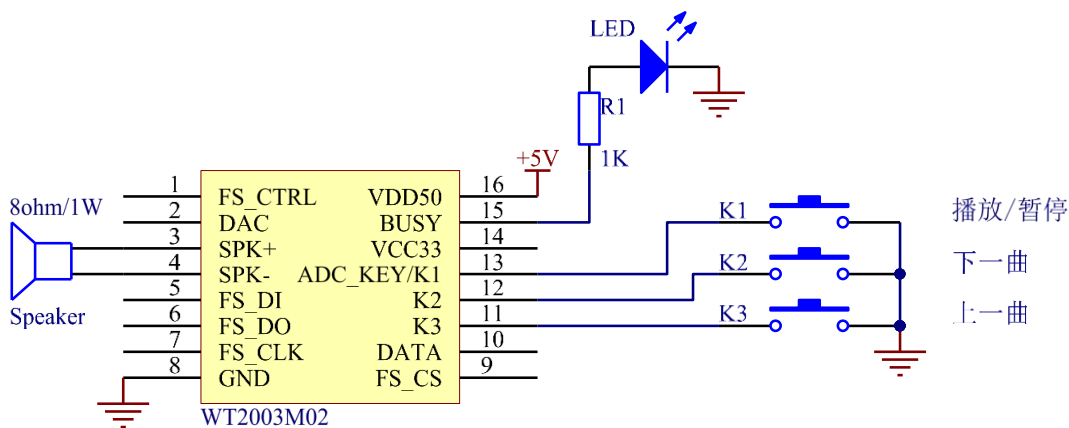 LED
R1
1K
+5V
8ohm/1W
Speaker
1 FS_CTRL VDD50 16
2 DAC BUSY 15
3 SPK+ VCC33 14
4 SPK- ADC_KEY/K1 13
5 FS_DI K2 12
6 FS_DO K3 11
7 FS_CLK DATA 10
8 GND FS_CS 9
WT2003M02
K1 播放/暂停
K2 下一曲
K3 上一曲